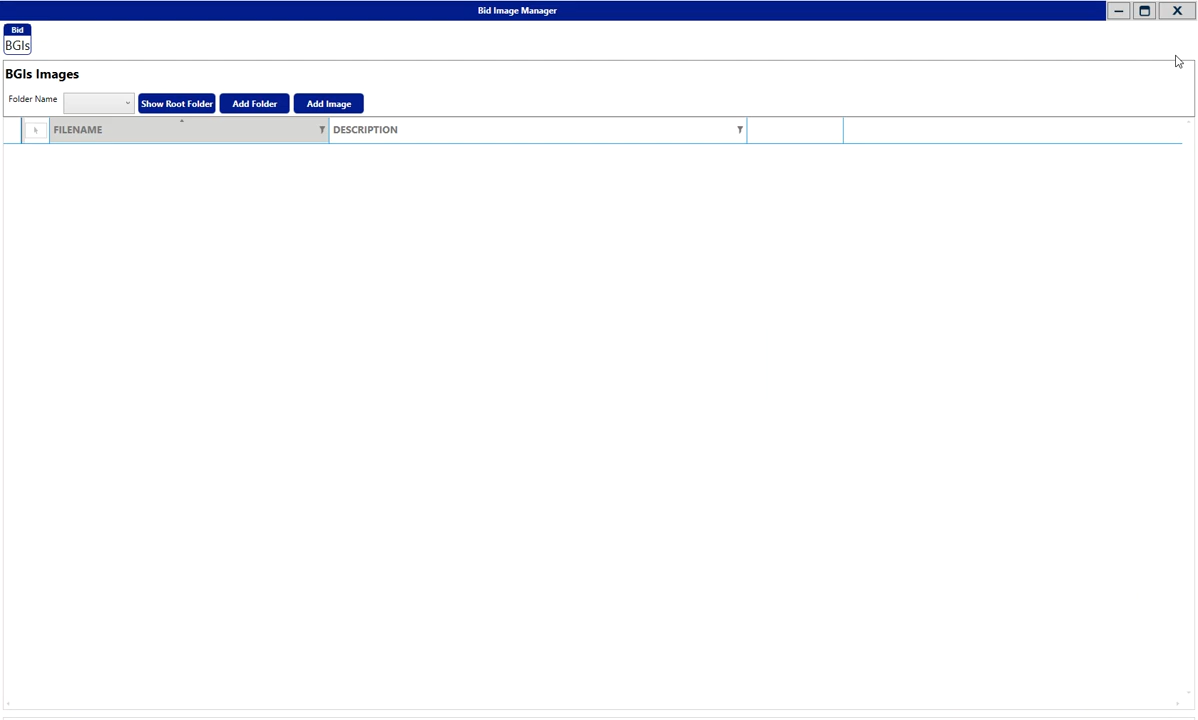 Bid Image Manager
Bid
BGIs
BGIs Images
Folder Name
Show Root Folder
Add Folder
Add Image
FILENAME
DESCRIPTION